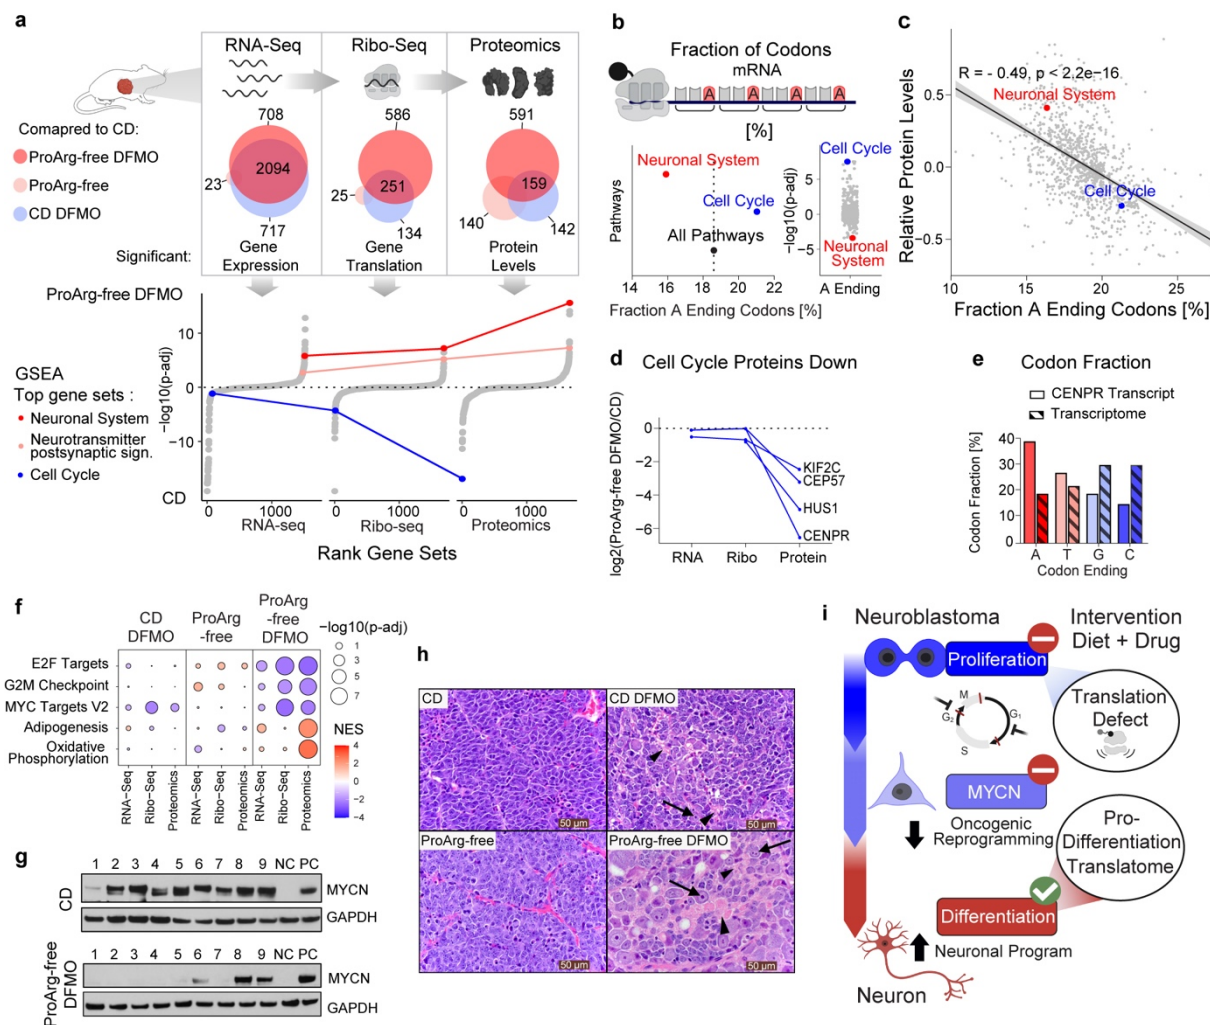 a
RNA-Seq
Ribo-Seq
Proteomics
Comapred to CD:
ProArg-free DFMO
ProArg-free
CD DFMO
708
2094
23
717
586
251
25
134
591
159
140
142
Significant:
Gene
Expression
Gene
Translation
Protein
Levels
ProArg-free DFMO
GSEA
Top gene sets :
Neuronal System
Neurotransmitter
postsynaptic sign.
Cell Cycle
−log10(p-adj)
10
0
−10
CD
0
1000
RNA-seq
0
1000
Ribo-seq
0
1000
Proteomics
Rank Gene Sets
b
Fraction of Codons
mRNA
A
A
A
A
[%]
Pathways
Neuronal System
Cell Cycle
All Pathways
14 16 18 20 22
Fraction A Ending Codons [%]
−log10(p-adj)
Cell Cycle
5
0
−5
Neuronal
System
A Ending
c
Relative Protein Levels
R = - 0.49, p < 2.2e−16
Neuronal System
Cell Cycle
0.5
0.0
−0.5
10 15 20 25
Fraction A Ending Codons [%]
d
Cell Cycle Proteins Down
log2(ProArg-free DFMO/CD)
0
−2
−4
−6
KIF2C
CEP57
HUS1
CENPR
RNA
Ribo
Protein
e
Codon Fraction
CENPR Transcript
Transcriptome
Codon Fraction [%]
40
30
20
10
0
A T G C
Codon Ending
f
CD
DFMO
ProArg
-free
ProArg
-free
DFMO
E2F Targets
G2M Checkpoint
MYC Targets V2
Adipogenesis
Oxidative
Phosphorylation
RNA−Seq
Ribo−Seq
Proteomics
RNA−Seq
Ribo−Seq
Proteomics
RNA−Seq
Ribo−Seq
Proteomics
−log10(p-adj)
1
3
5
7
NES
4
2
0
−2
−4
g
CD
1 2 3 4 5 6 7 8 9 NC PC
MYCN
GAPDH
ProArg-free
DFMO
1 2 3 4 5 6 7 8 9 NC PC
MYCN
GAPDH
h
CD
50 µm
CD DFMO
50 µm
ProArg-free
50 µm
ProArg-free DFMO
50 µm
i
Neuroblastoma
Intervention
Diet + Drug
Proliferation
M
G1
G2
S
Translation
Defect
MYCN
Oncogenic
Reprogramming
Pro-
Differentiation
Translatome
Differentiation
Neuronal Program
Neuron